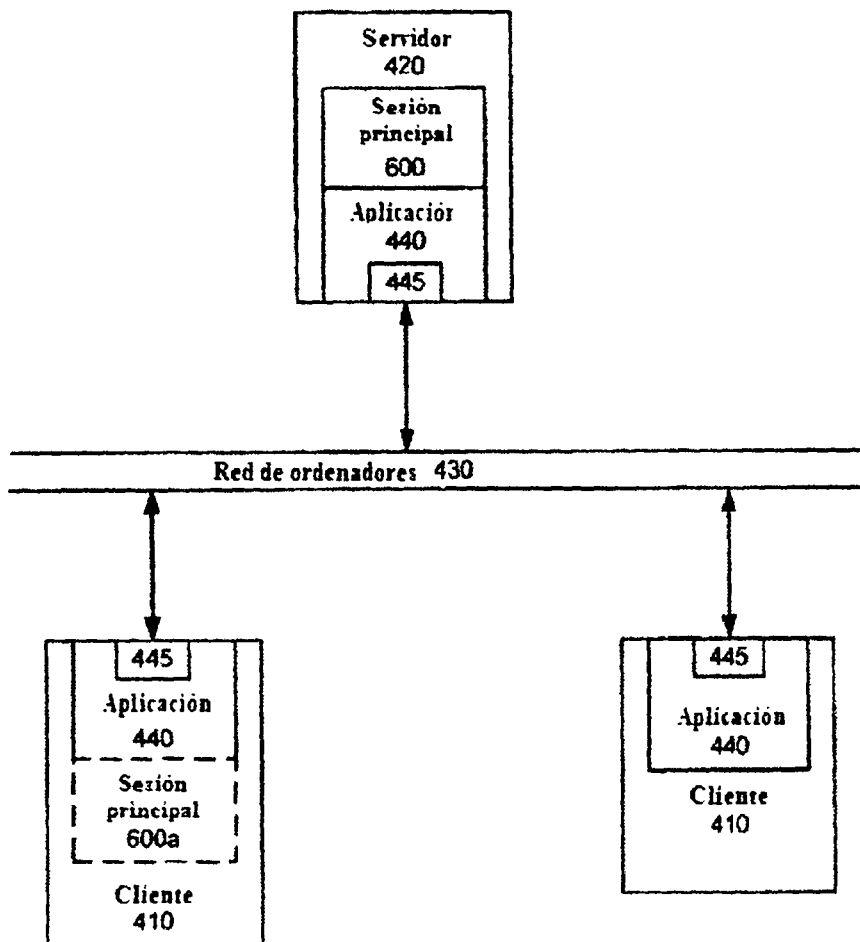 Servidor
420
Sesión
principal
600
Aplicación
440
445
Red de ordenadores 430
445
Aplicación
440
Sesión
principal
600a
Cliente
410
445
Aplicación
440
Cliente
410